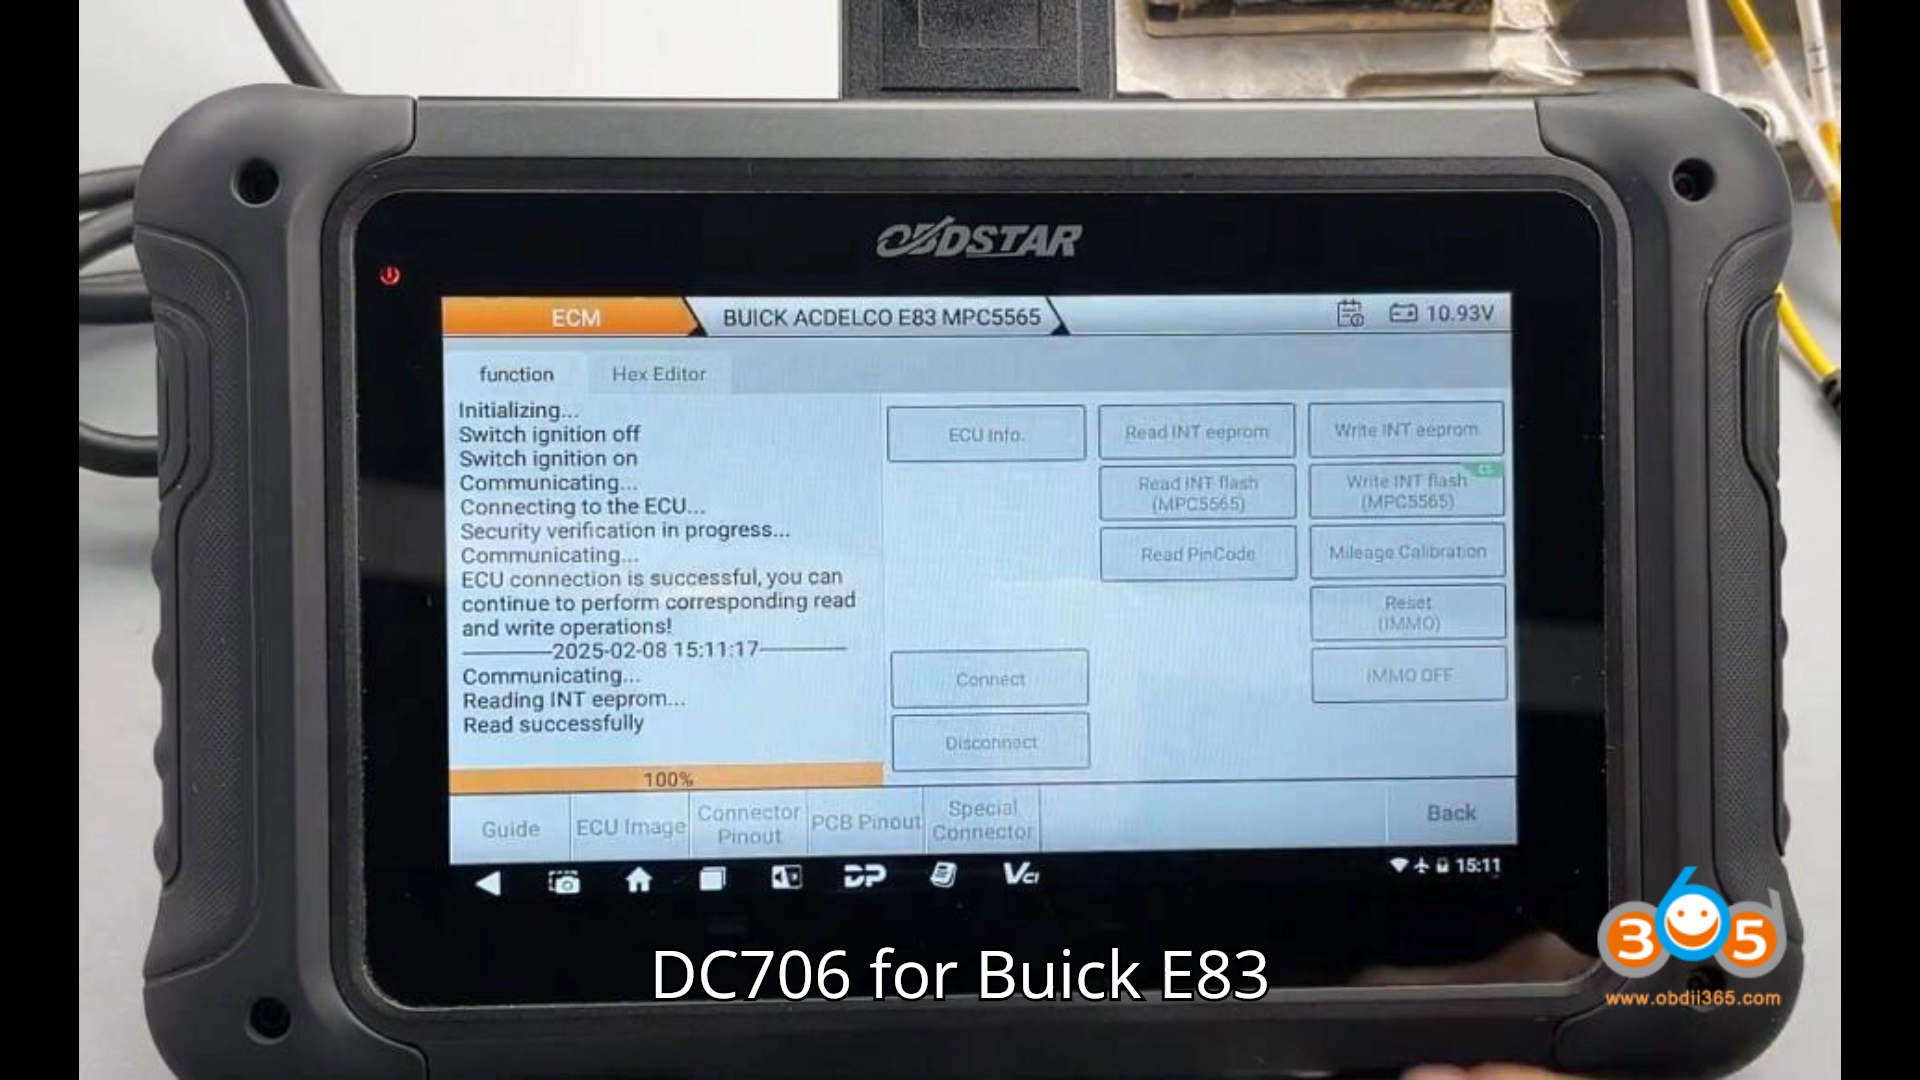 OBDSTAR
ECM
BUICK ACDELCO E83 MPC5565
10.93V
function
Hex Editor
Initializing...
Switch ignition off
Switch ignition on
Communicating...
Connecting to the ECU...
Security verification in progress...
Communicating...
ECU connection is successful, you can
continue to perform corresponding read
and write operations!
2025-02-08 15:11:17
Communicating...
Reading INT eeprom...
Read successfully
100%
ECU Info.
Read INT eeprom
Write INT eeprom
Read INT flash
(MPC5565)
Write INT flash
(MPC5565)
CS
Read PinCode
Mileage Calibration
Reset
(IMMO)
IMMO OFF
Connect
Disconnect
Guide
ECU Image
Connector
Pinout
PCB Pinout
Special
Connector
Back
DP
VCI
15:11
DC706 for Buick E83
365
www.obdii365.com